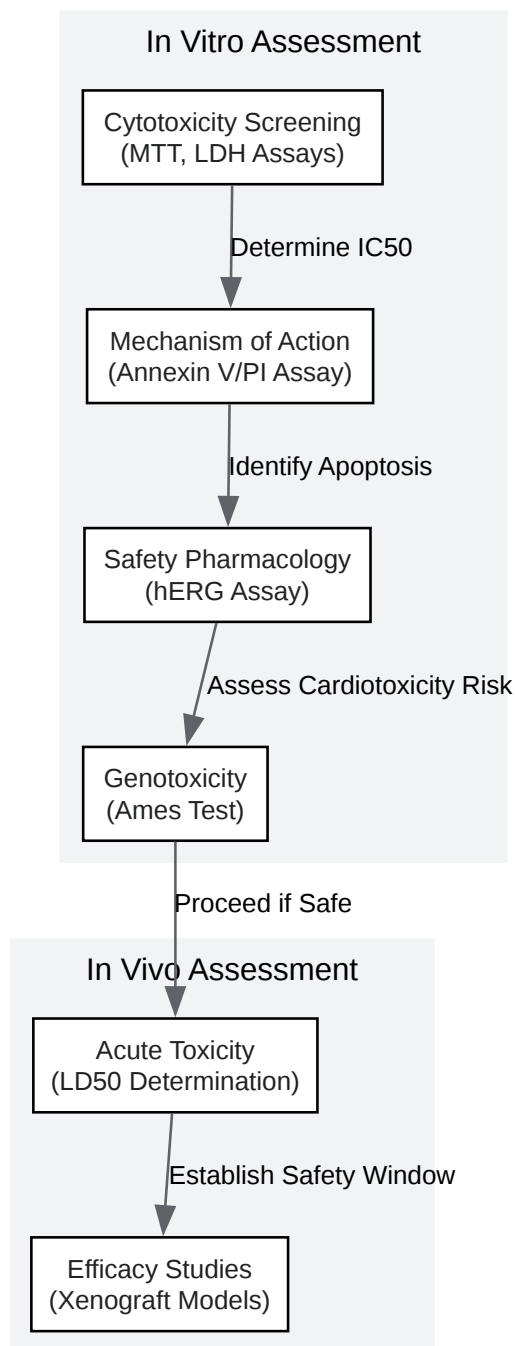 In Vitro Assessment
Cytotoxicity Screening
(MTT, LDH Assays)
Determine IC50
Mechanism of Action
(Annexin V/PI Assay)
Identify Apoptosis
Safety Pharmacology
(hERG Assay)
Assess Cardiotoxicity Risk
Genotoxicity
(Ames Test)
Proceed if Safe
In Vivo Assessment
Acute Toxicity
(LD50 Determination)
Establish Safety Window
Efficacy Studies
(Xenograft Models)